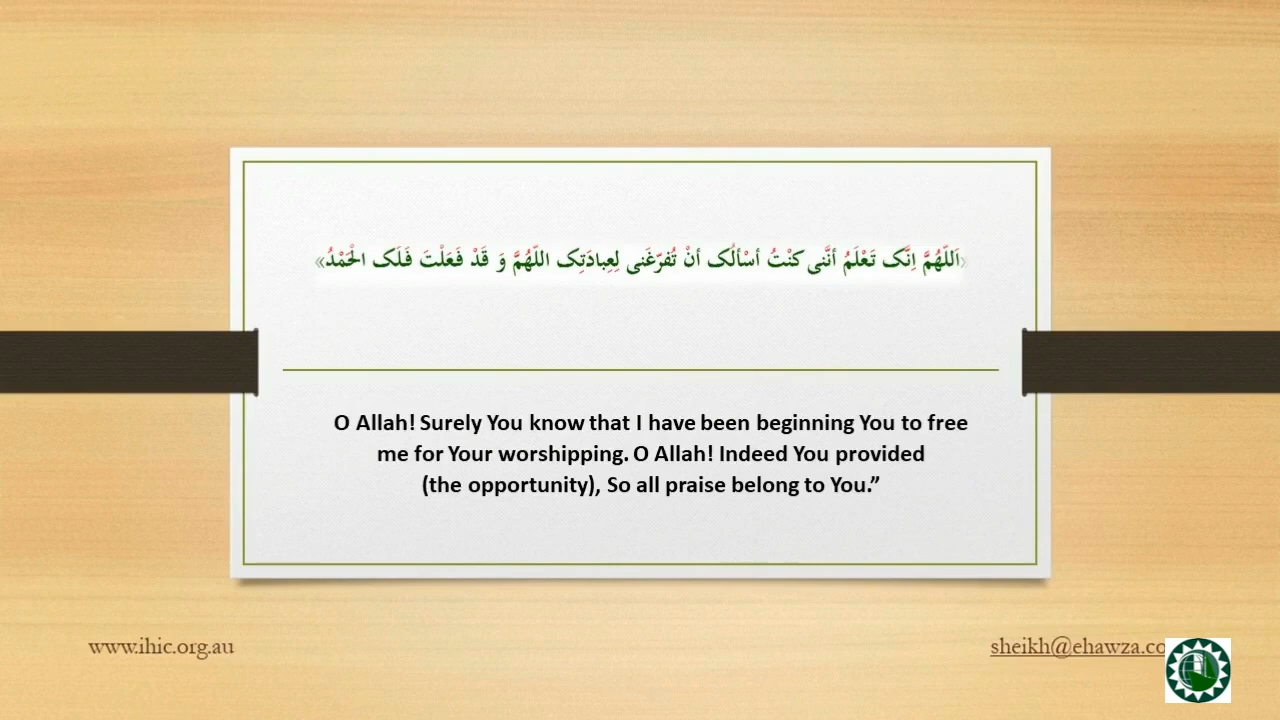 ﴿اَللّهُمَّ اِنَّک تَعْلَمُ أنَّنی کنْتُ أسْألُک أنْ تُفرّغَنی لِعِبادَتِک اللّهُمَّ وَ قَدْ فَعَلْتَ فَلَک الْحَمْدُ»
O Allah! Surely You know that I have been beginning You to free
me for Your worshipping. O Allah! Indeed You provided
(the opportunity), So all praise belong to You.”
www.ihic.org.au
sheikh@ehawza.co